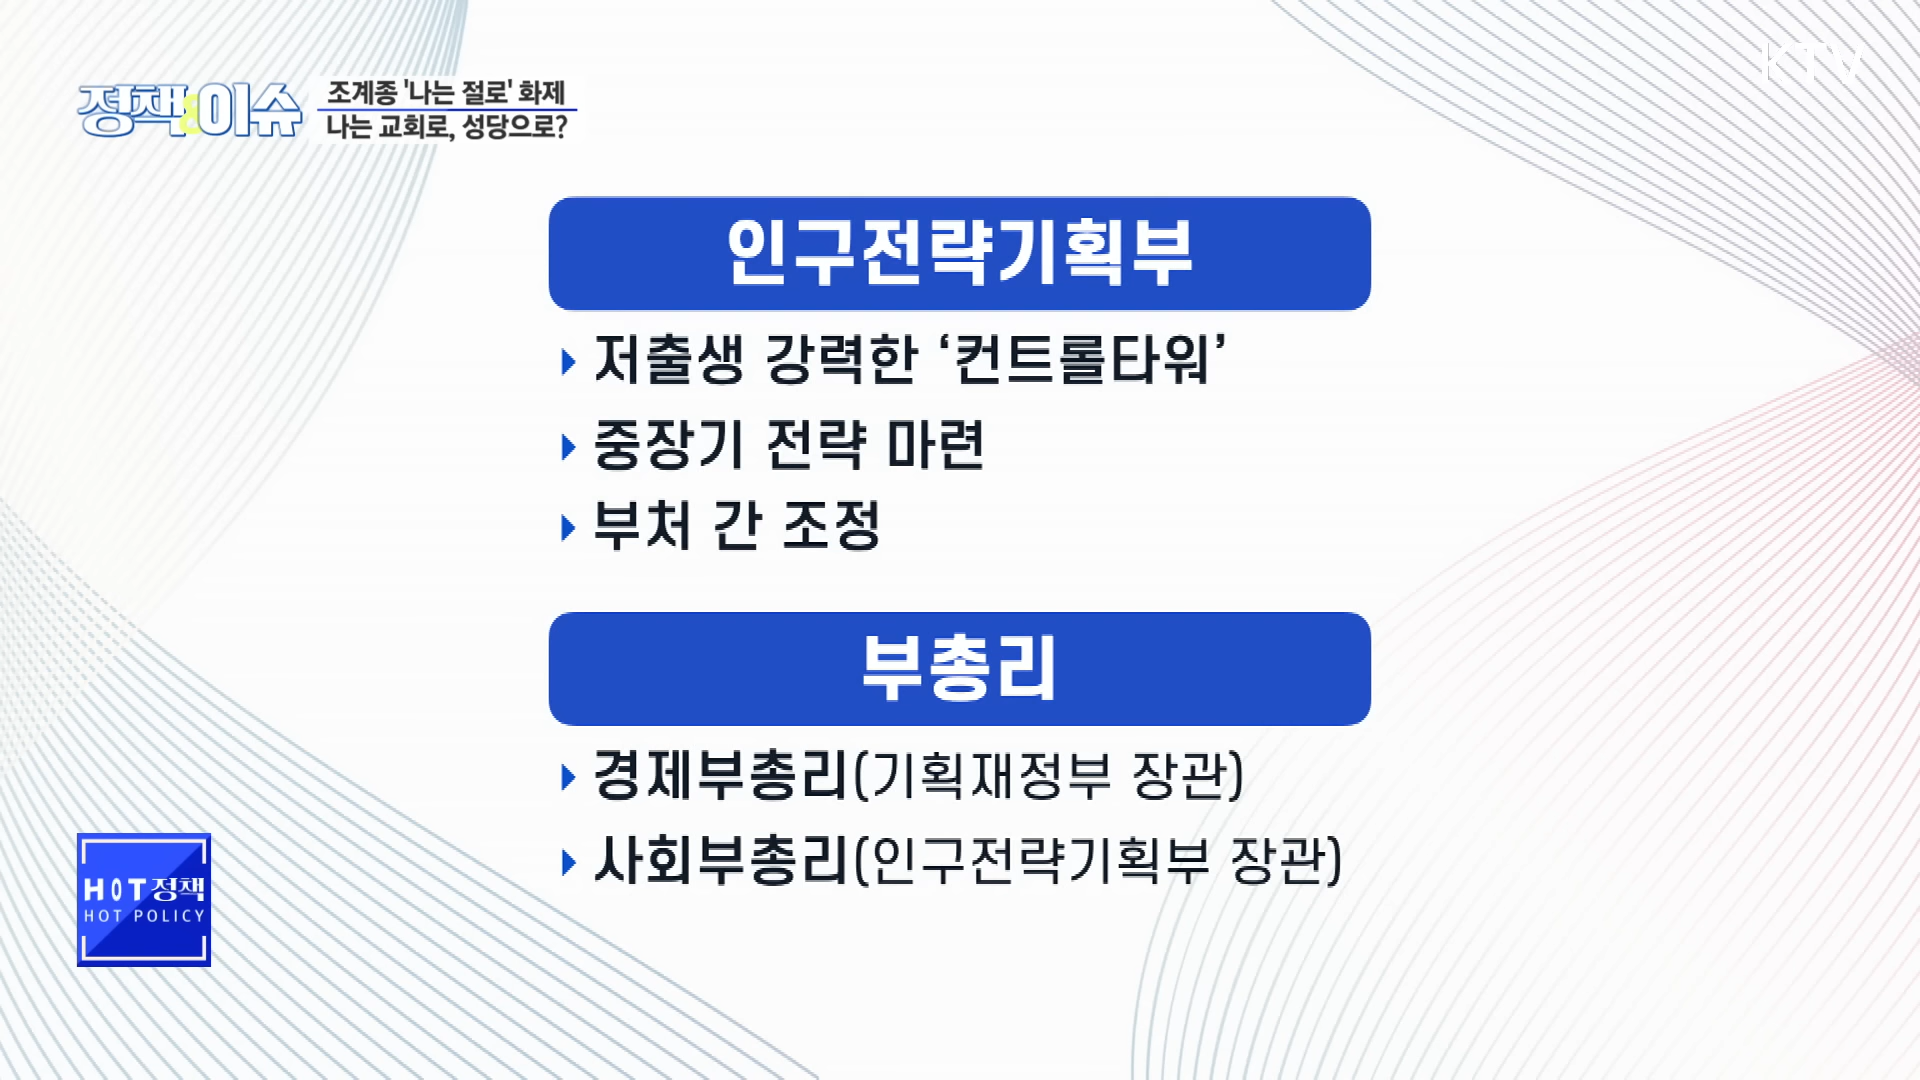 정책&이슈
조계종 '나는 절로' 화제
나는 교회로, 성당으로?
KTV
인구전략기획부
저출생 강력한 ‘컨트롤타워’
중장기 전략 마련
부처 간 조정
부총리
경제부총리(기획재정부 장관)
사회부총리(인구전략기획부 장관)
HOT정책
HOT POLICY